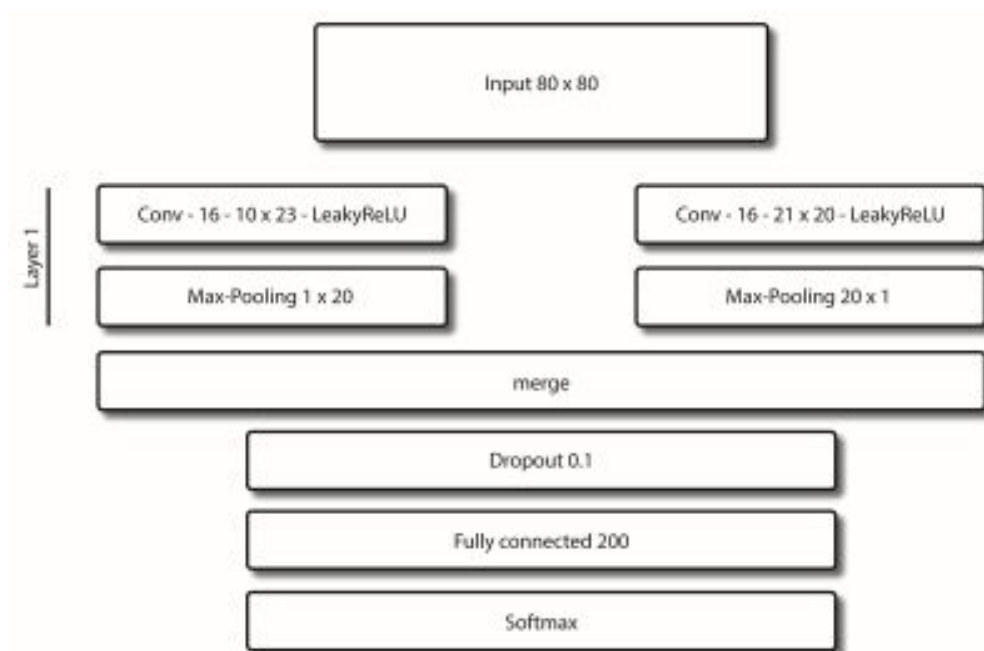 Input 80 x 80
Layer 1
Conv - 16 - 10 x 23 - LeakyReLU
Conv - 16 - 21 x 20 - LeakyReLU
Max-Pooling 1 x 20
Max-Pooling 20 x 1
merge
Dropout 0.1
Fully connected 200
Softmax